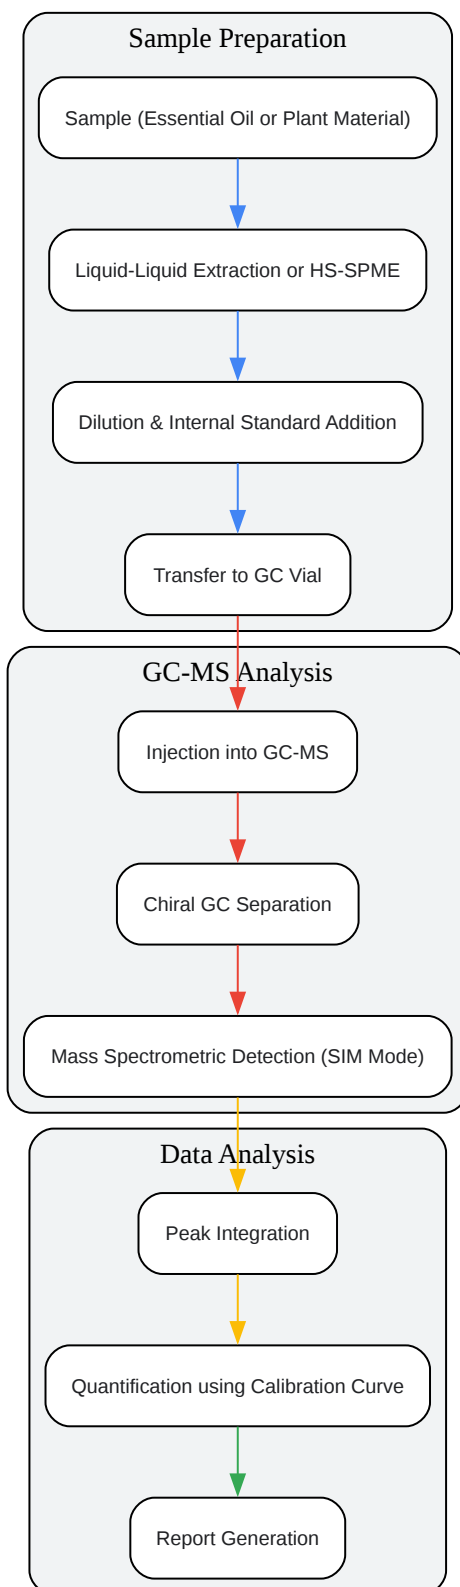 Sample Preparation
Sample (Essential Oil or Plant Material)
Liquid-Liquid Extraction or HS-SPME
Dilution & Internal Standard Addition
Transfer to GC Vial
GC-MS Analysis
Injection into GC-MS
Chiral GC Separation
Mass Spectrometric Detection (SIM Mode)
Data Analysis
Peak Integration
Quantification using Calibration Curve
Report Generation